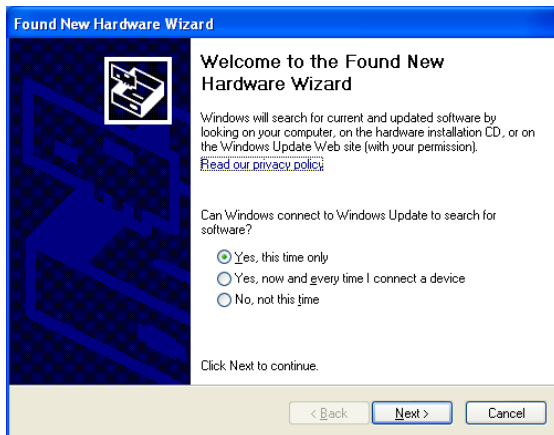 Found New Hardware Wizard
Welcome to the Found New
Hardware Wizard
Windows will search for current and updated software by
looking on your computer, on the hardware installation CD, or on
the Windows Update Web site (with your permission).
Read our privacy policy
Can Windows connect to Windows Update to search for
software?
Yes, this time only
Yes, now and every time I connect a device
No, not this time
Click Next to continue.
< Back Next > Cancel